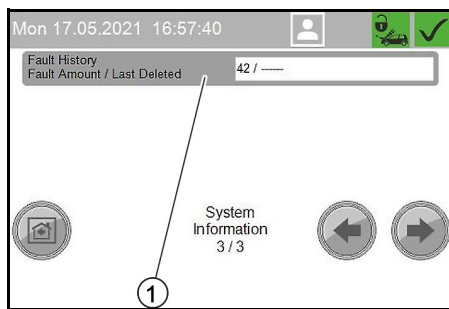 Mon 17.05.2021 16:57:40
Fault History
Fault Amount / Last Deleted
42 / -------
System
Information
3 / 3
1